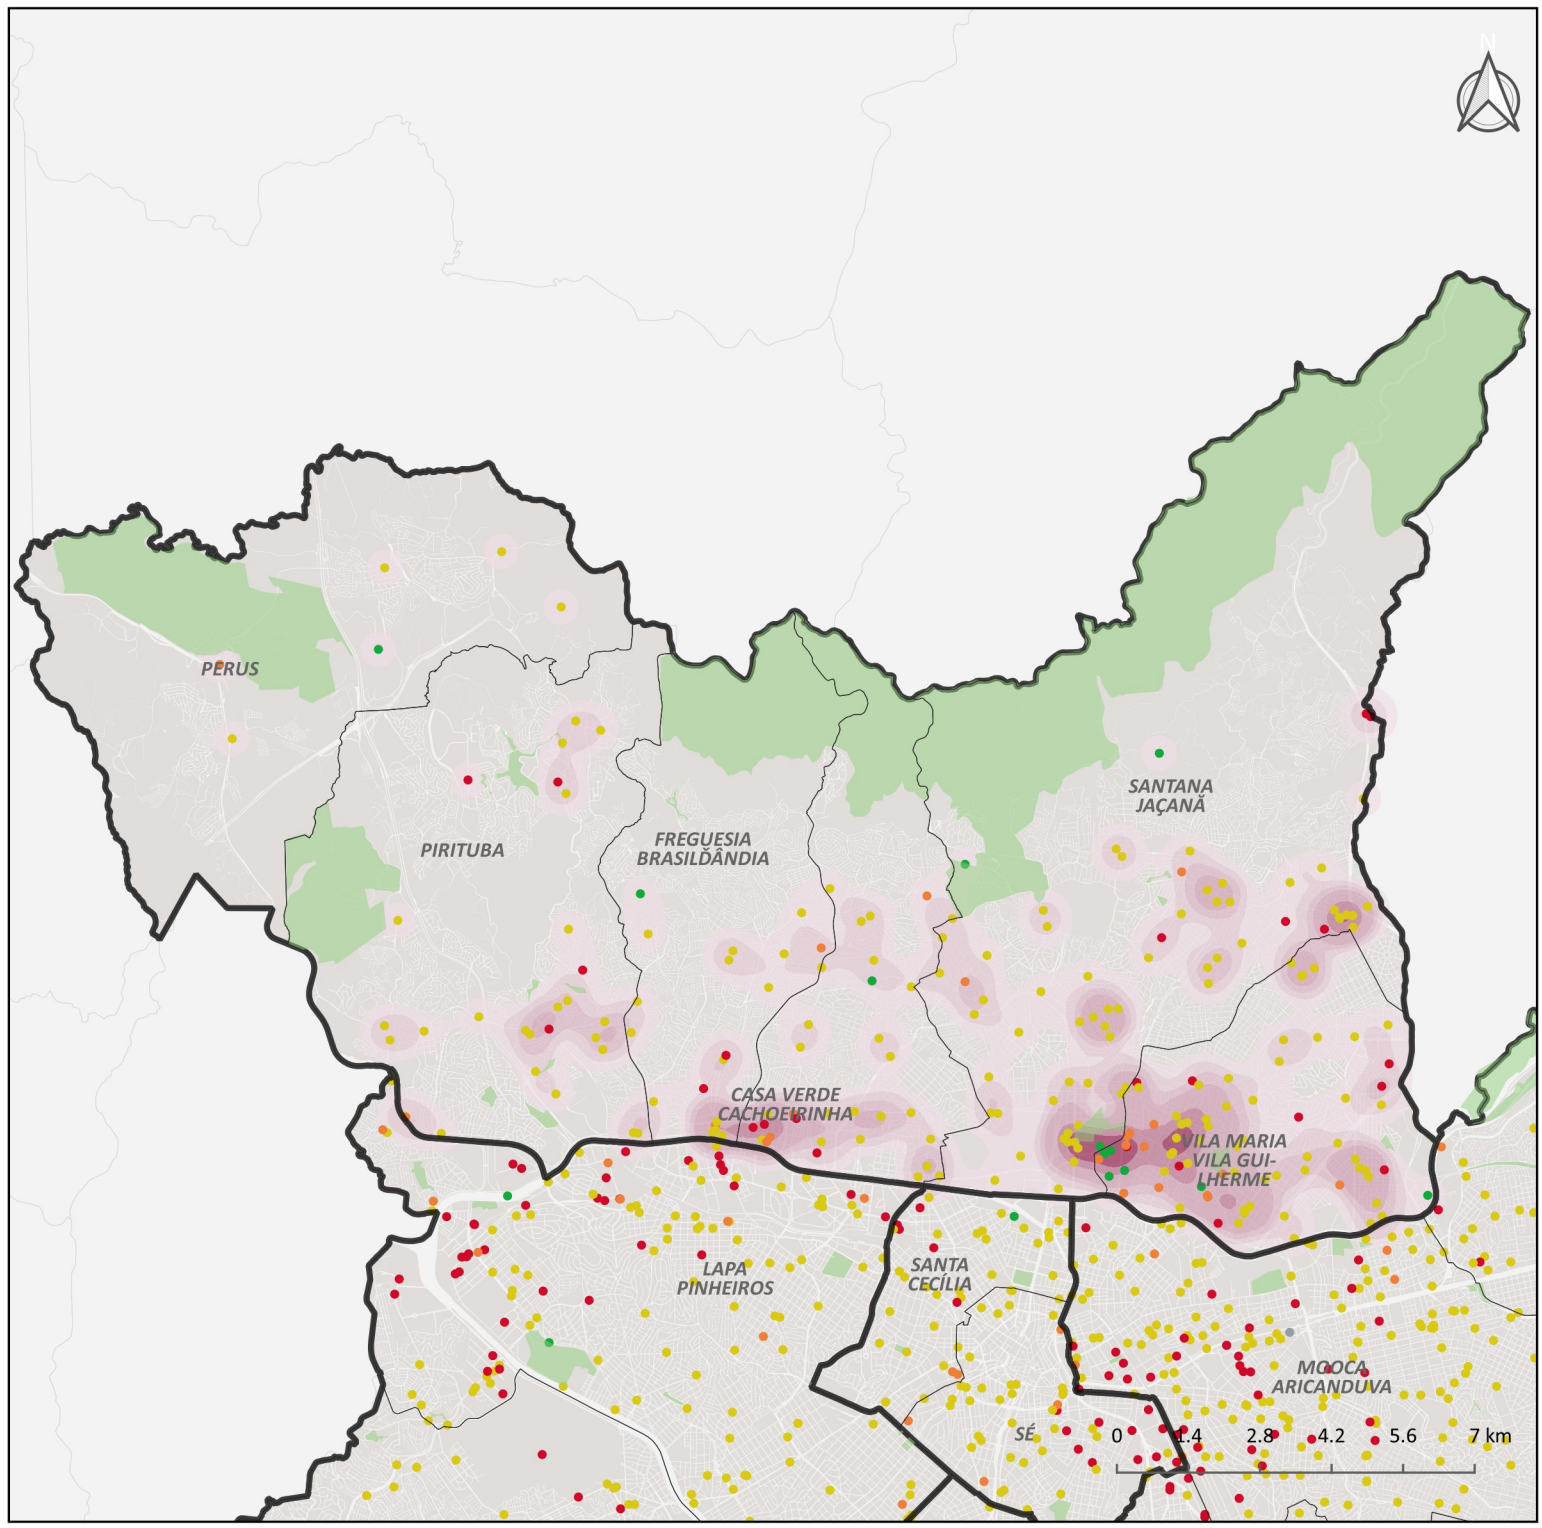 N
PERUS
SANTANA
JAÇANÃ
PIRITUBA
FREGUESIA
BRASILĎÂNDIA
CASA VERDE
CACHOEIRINHA
VILA MARIA
VILA GUI-
LHERME
LAPA
PINHEIROS
SANTA
CECÍLIA
MOOCA
ARICANDUVA
SÉ
0 1.4 2.8 4.2 5.6 7 km